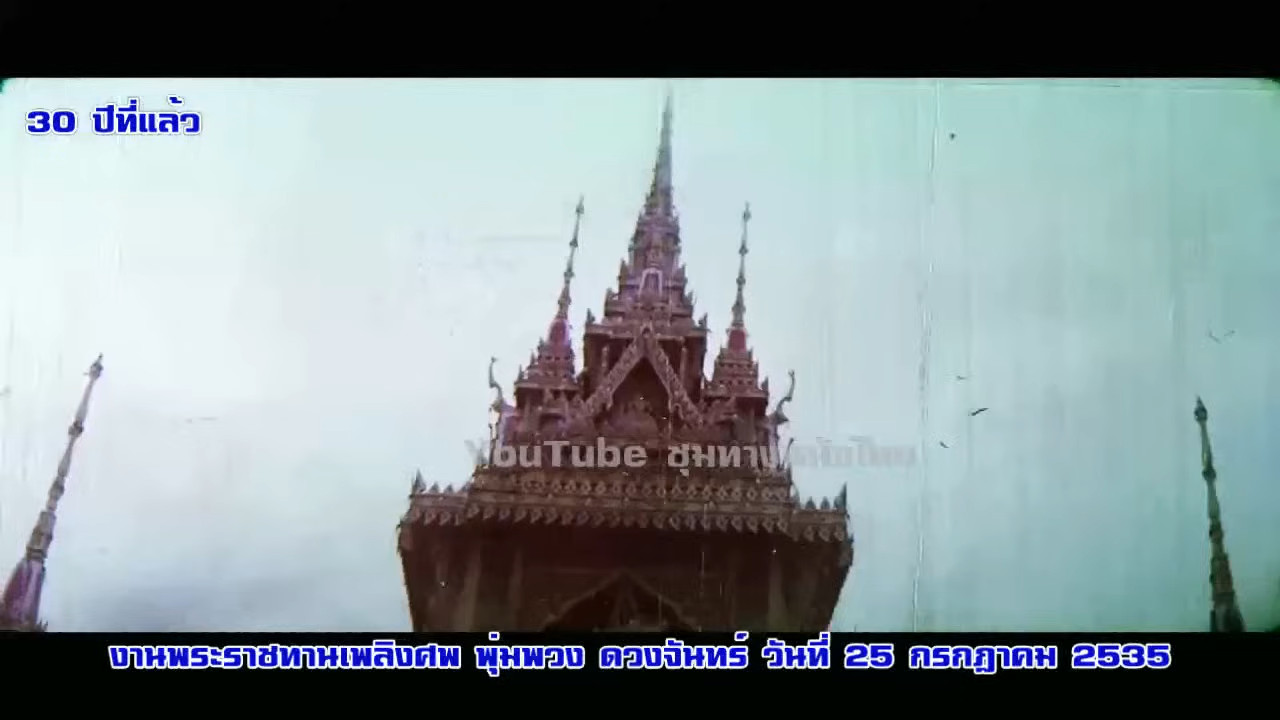 30 ปีที่แล้ว
YouTube ชุมทาง
งานพระราชทานเพลิงศพ พุ่มพวง ดวงจันทร์ วันที่ 25 กรกฎาคม 2535